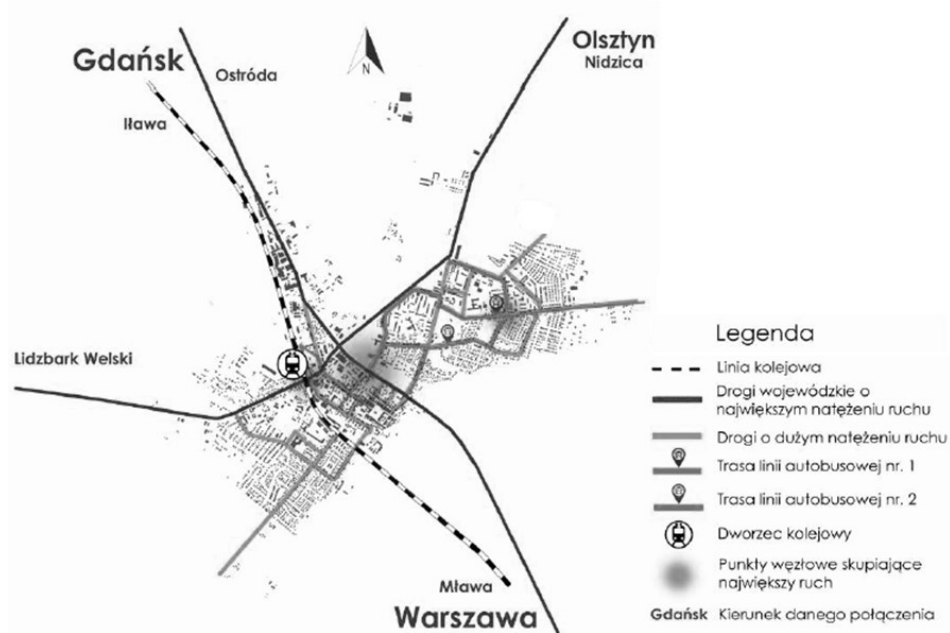 Gdańsk
Ostróda
Iława
N
Olsztyn
Nidzica
Lidzbark Welski
Mława
Warszawa
Legenda
Linia kolejowa
Drogi wojewódzkie o
największym natężeniu ruchu
Drogi o dużym natężeniu ruchu
Trasa linii autobusowej nr. 1
Trasa linii autobusowej nr. 2
Dworzec kolejowy
Punkty węzłowe skupiające
największy ruch
Gdańsk Kierunek danego połączenia